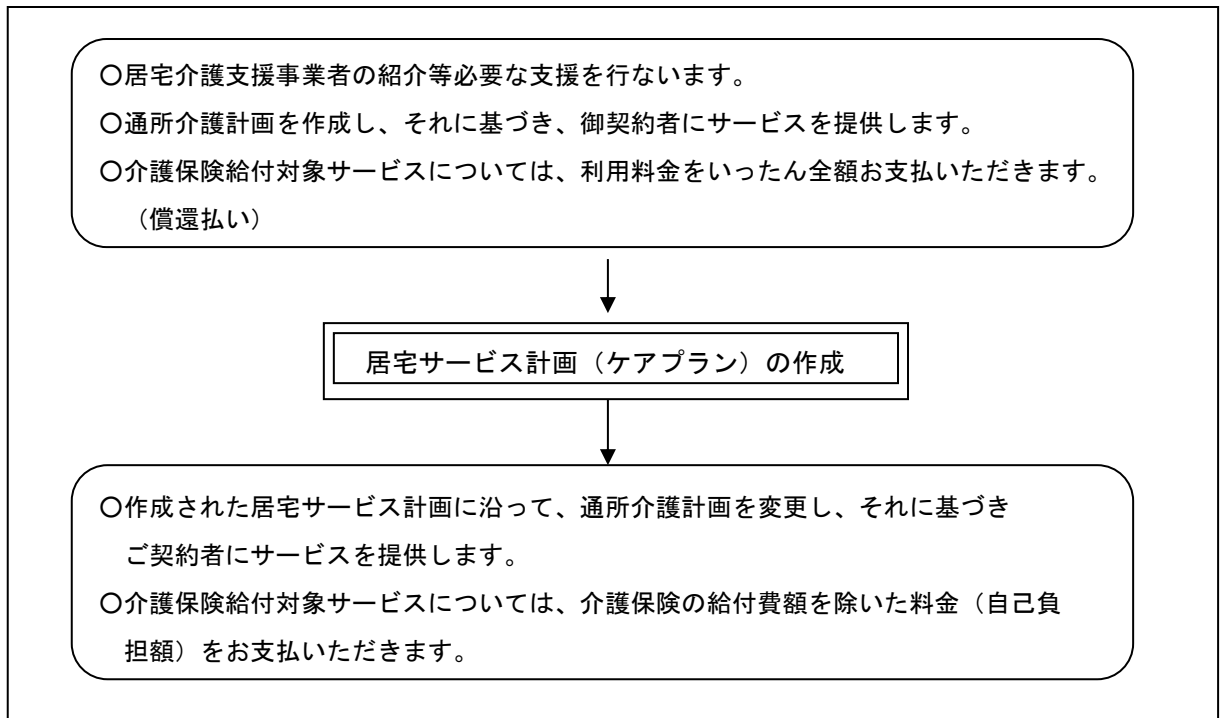 〇居宅介護支援事業者の紹介等必要な支援を行ないます。
〇通所介護計画を作成し、それに基づき、御契約者にサービスを提供します。
〇介護保険給付対象サービスについては、利用料金をいったん全額お支払いただきます。
（償還払い）
居宅サービス計画（ケアプラン）の作成
〇作成された居宅サービス計画に沿って、通所介護計画を変更し、それに基づき
ご契約者にサービスを提供します。
〇介護保険給付対象サービスについては、介護保険の給付費額を除いた料金（自己負
担額）をお支払いただきます。